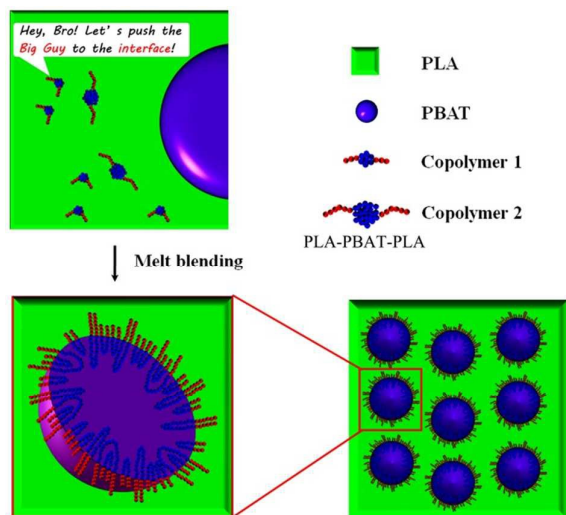 Hey, Bro! Let's push the
Big Guy to the interface!
PLA
PBAT
Copolymer 1
Copolymer 2
PLA-PBAT-PLA
Melt blending